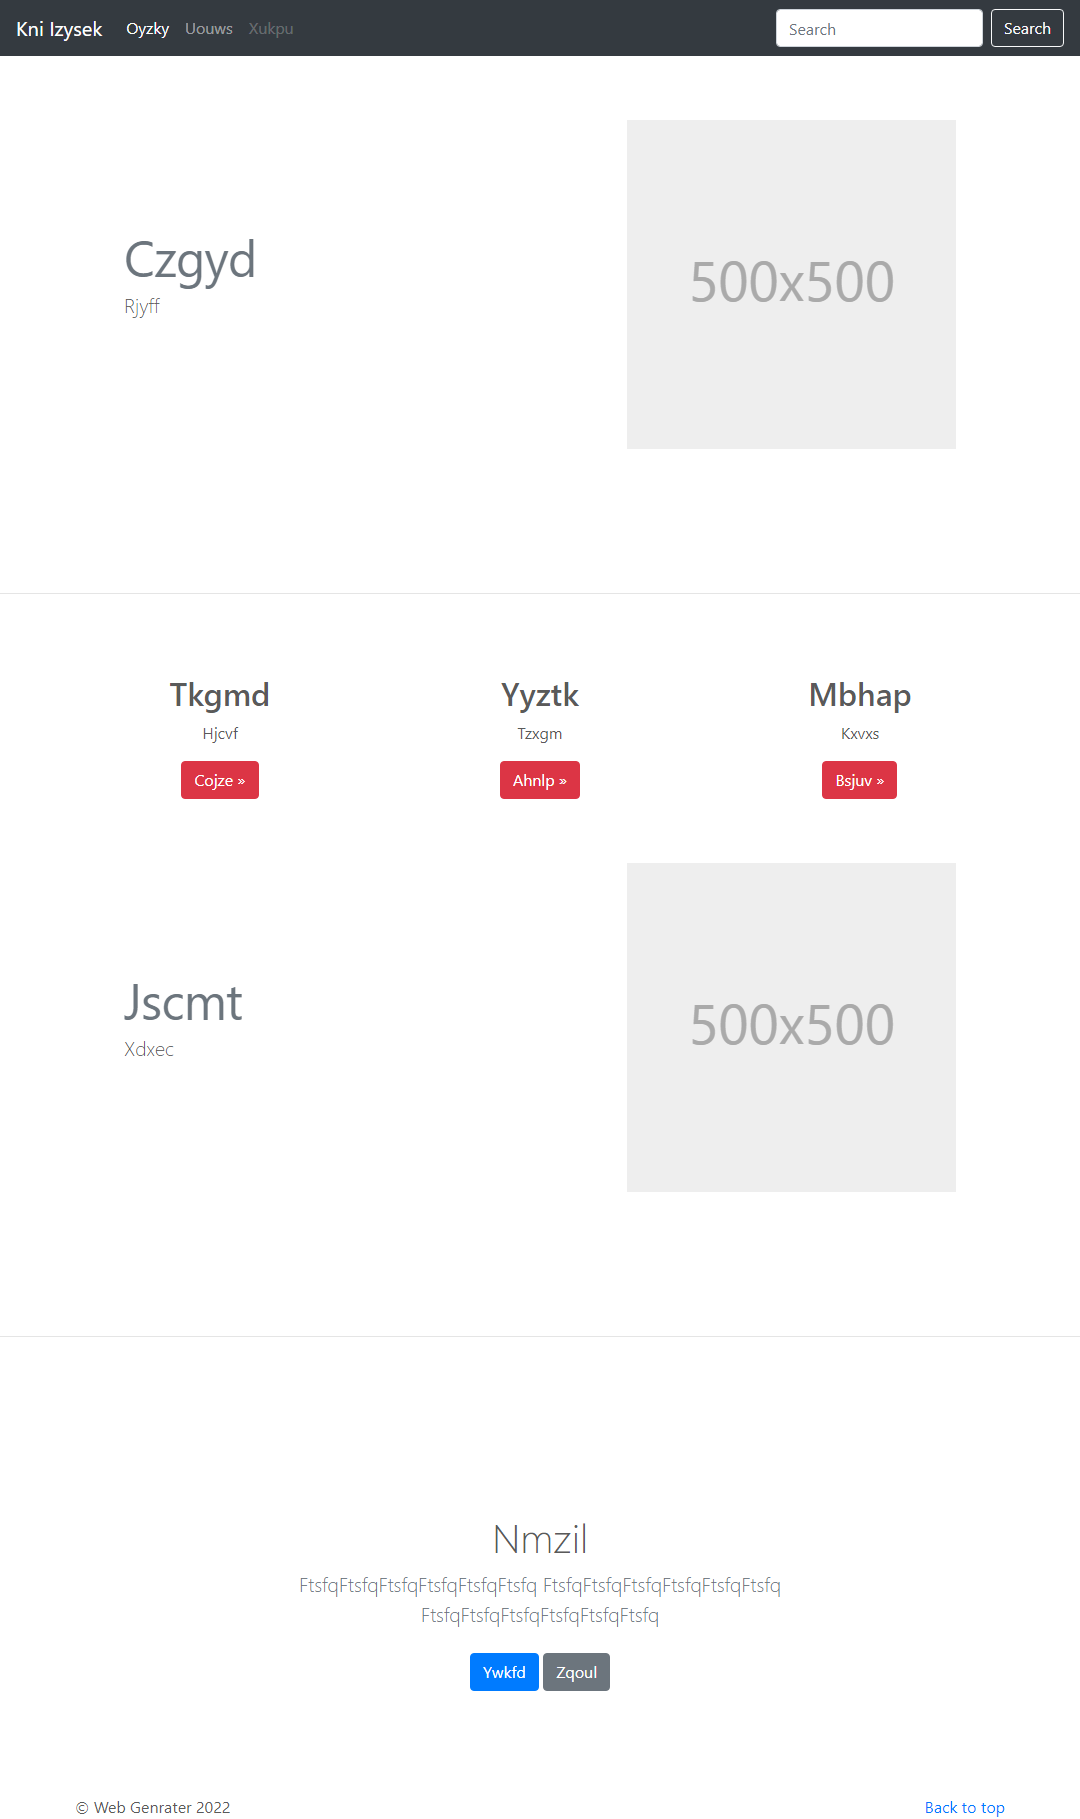 Kni Izysek Oyzky Uouws Xukpu Search Search
Czgyd
Rjyff
500x500
Tkgmd Yyztk Mbhap
Hjcvf Tzxgm Kxvxs
Cojze » Ahnlp » Bsjuv »
Jscmt
Xdxec
500x500
Nmzil
FtsfqFtsfqFtsfqFtsfqFtsfqFtsfq FtsfqFtsfqFtsfqFtsfqFtsfqFtsfq
FtsfqFtsfqFtsfqFtsfqFtsfqFtsfq
Ywkfd Zqoul
© Web Genrater 2022 Back to top